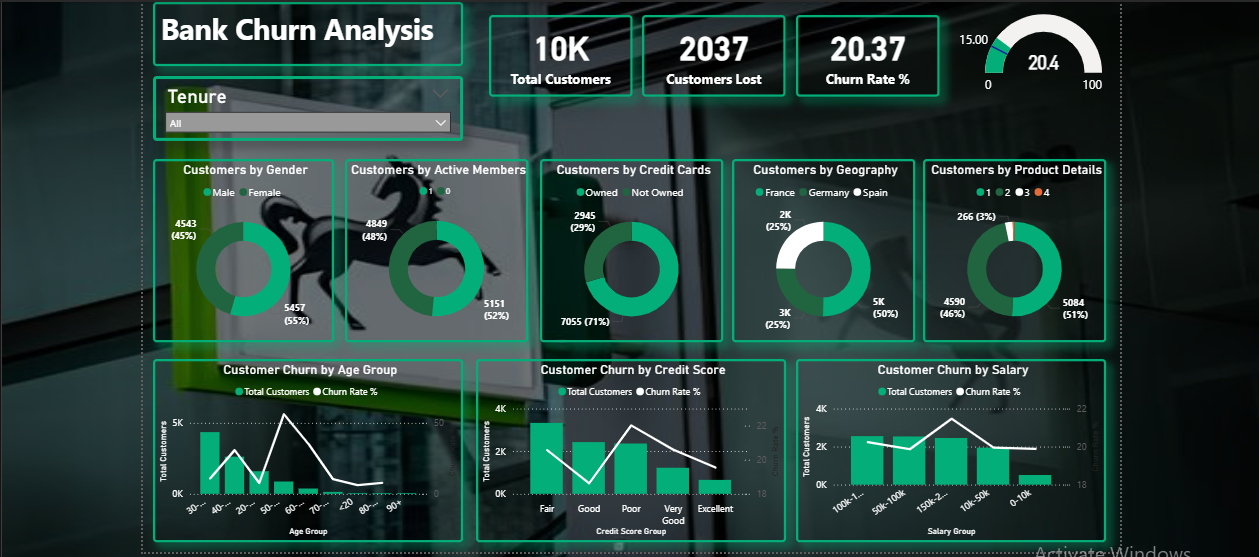 Bank Churn Analysis
10K
Total Customers
2037
Customers Lost
20.37
Churn Rate %
15.00
20.4
0
100
Tenure
All
Customers by Gender
Male Female
4543
(45%)
5457
(55%)
Customers by Active Members
1 0
4849
(48%)
5151
(52%)
Customers by Credit Cards
Owned Not Owned
2945
(29%)
7055 (71%)
Customers by Geography
France Germany Spain
2K
(25%)
3K
(25%)
5K
(50%)
Customers by Product Details
1 2 3 4
266 (3%)
4590
(46%)
5084
(51%)
Customer Churn by Age Group
Total Customers Churn Rate %
Total Customers
5K
0K
50
0
30-... 40-... 20-... 50-... 60-... 70-... <20 80-... 90+
Age Group
Customer Churn by Credit Score
Total Customers Churn Rate %
Total Customers
4K
2K
0K
22
20
18
Churn Rate %
Fair Good Poor Very Good Excellent
Credit Score Group
Customer Churn by Salary
Total Customers Churn Rate %
Total Customers
4K
2K
0K
22
20
18
Churn Rate %
100k-1... 50k-100k 150k-2... 10k-50k 0-10k
Salary Group
Activate Windows